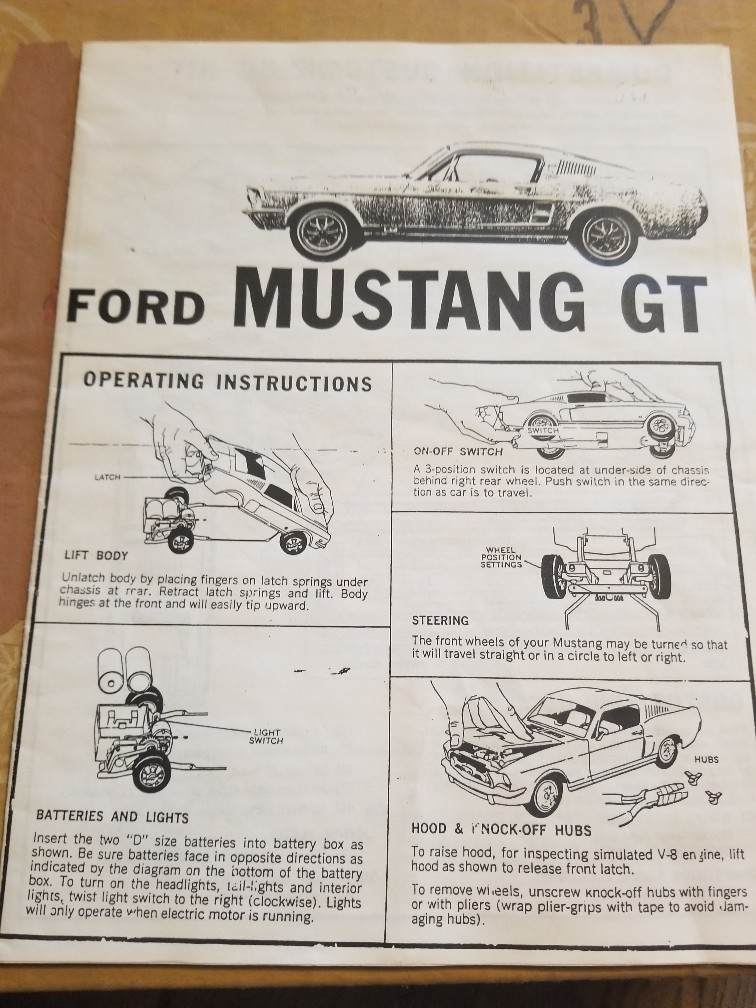 FORD MUSTANG GT
OPERATING INSTRUCTIONS
LATCH
LIFT BODY
Unlatch body by placing fingers on latch springs under
chassis at rear. Retract latch springs and lift. Body
hinges at the front and will easily tip upward.
LIGHT
SWITCH
BATTERIES AND LIGHTS
Insert the two "D" size batteries into battery box as
shown. Be sure batteries face in opposite directions as
indicated by the diagram on the bottom of the battery
box. To turn on the headlights, tail-lights and interior
lights, twist light switch to the right (clockwise). Lights
will only operate when electric motor is running.
SWITCH
ON-OFF SWITCH
A 3-position switch is located at under-side of chassis
behind right rear wheel. Push switch in the same direc-
tion as car is to travel.
WHEEL
POSITION
SETTINGS
STEERING
The front wheels of your Mustang may be turned so that
it will travel straight or in a circle to left or right.
HUBS
HOOD & KNOCK-OFF HUBS
To raise hood, for inspecting simulated V-8 engine, lift
hood as shown to release front latch.
To remove wheels, unscrew knock-off hubs with fingers
or with pliers (wrap plier-grips with tape to avoid dam-
aging hubs).